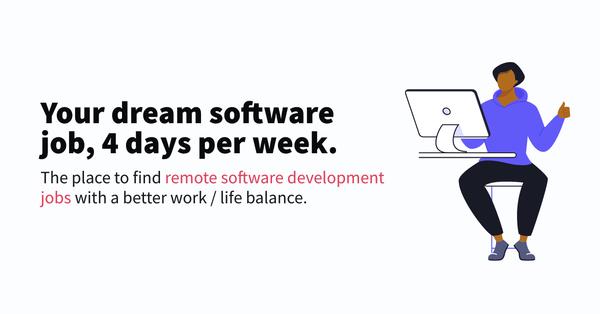 Your dream software
job, 4 days per week.
The place to find remote software development
jobs with a better work / life balance.